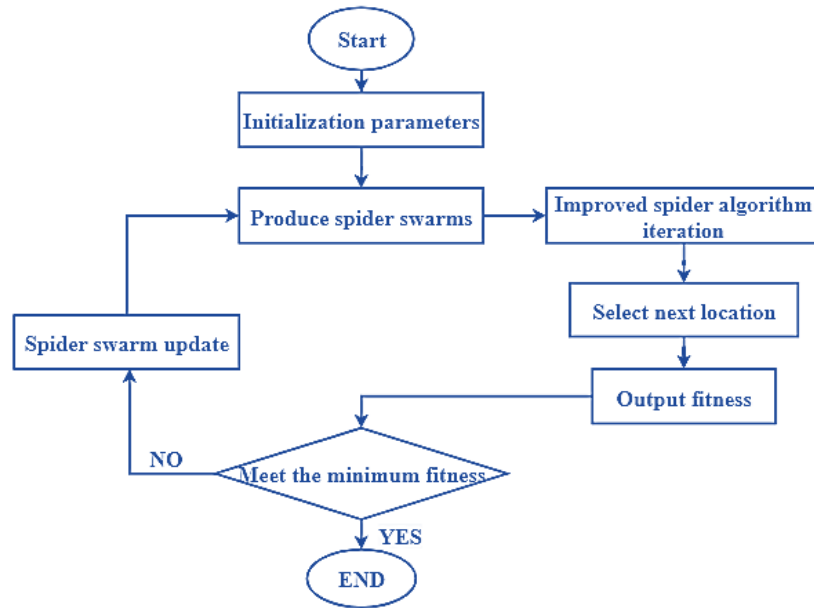 Start
Initialization parameters
Produce spider swarms
Improved spider algorithm
iteration
Select next location
Spider swarm update
Output fitness
NO
Meet the minimum fitness
YES
END